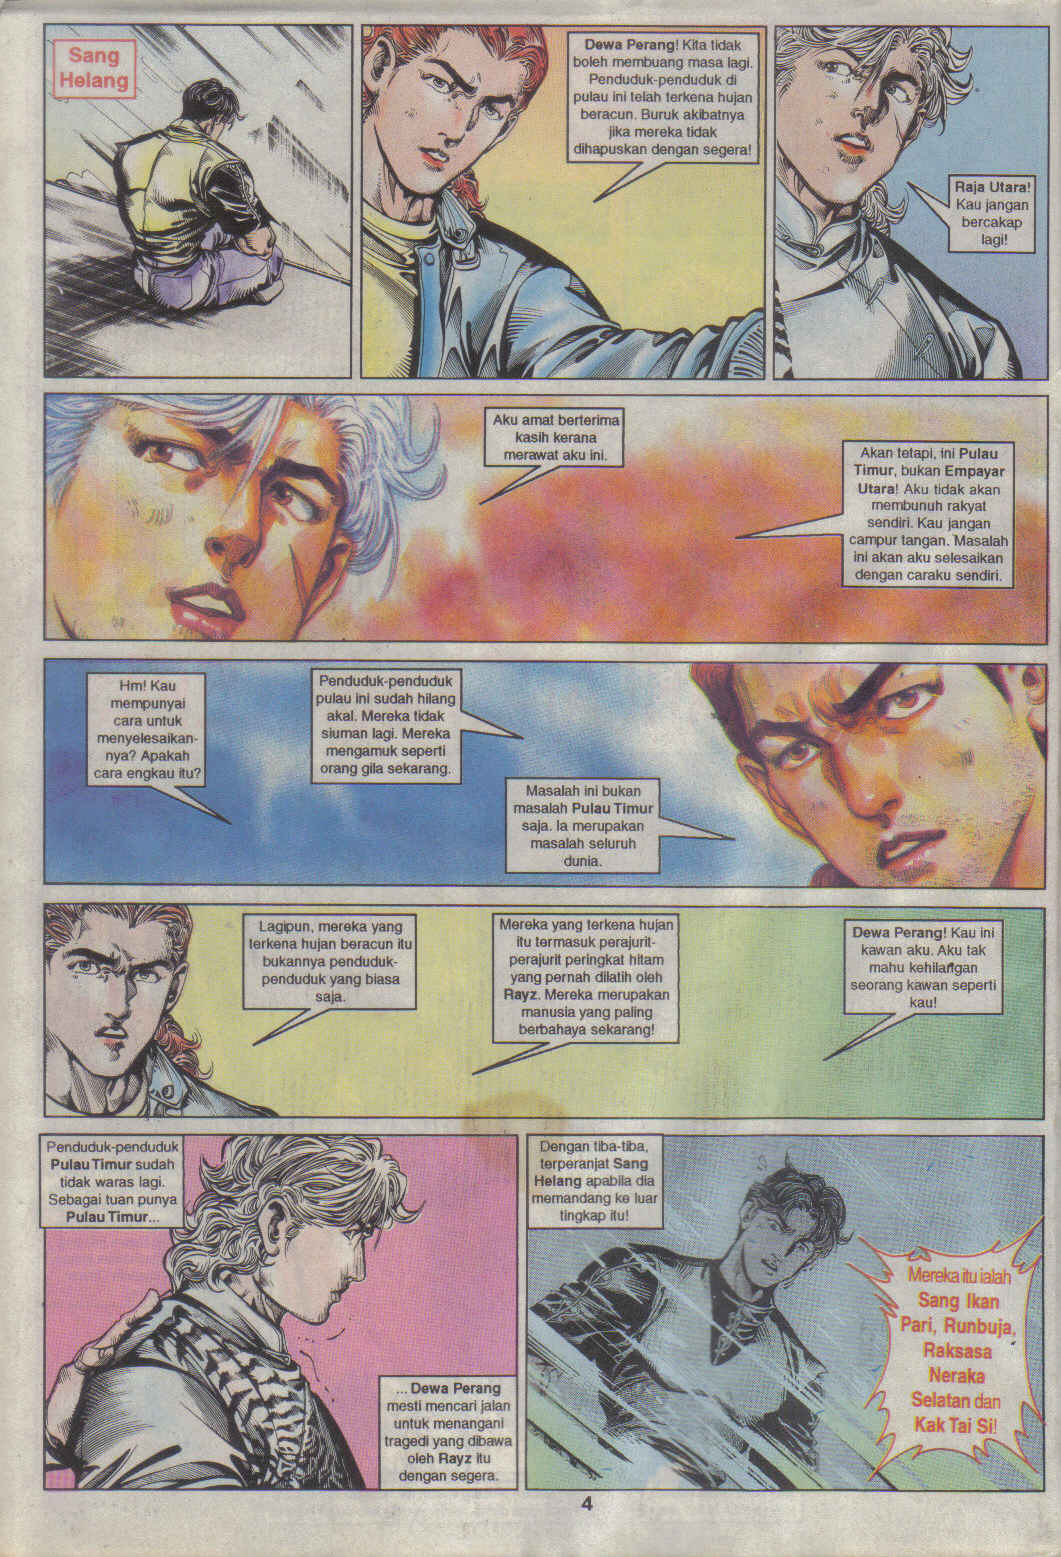 Sang
Helang
Dewa Perang! Kita tidak
boleh membuang masa lagi.
Penduduk-penduduk di
pulau ini telah terkena hujan
beracun. Buruk akibatnya
jika mereka tidak
dihapuskan dengan segera!
Raja Utara!
Kau jangan
bercakap
lagi!
Aku amat berterima
kasih kerana
merawat aku ini.
Akan tetapi, ini Pulau
Timur, bukan Empayar
Utara! Aku tidak akan
membunuh rakyat
sendiri. Kau jangan
campur tangan. Masalah
ini akan aku selesaikan
dengan caraku sendiri.
Hm! Kau
mempunyai
cara untuk
menyelesaikan-
nya? Apakah
cara engkau itu?
Penduduk-penduduk
pulau ini sudah hilang
akal. Mereka tidak
siuman lagi. Mereka
mengamuk seperti
orang gila sekarang.
Masalah ini bukan
masalah Pulau Timur
saja. Ia merupakan
masalah seluruh
dunia.
Lagipun, mereka yang
terkena hujan beracun itu
bukannya penduduk-
penduduk yang biasa
saja.
Mereka yang terkena hujan
itu termasuk perajurit-
perajurit peringkat hitam
yang pernah dilatih oleh
Rayz. Mereka merupakan
manusia yang paling
berbahaya sekarang!
Dewa Perang! Kau ini
kawan aku. Aku tak
mahu kehilangan
seorang kawan seperti
kau!
Penduduk-penduduk
Pulau Timur sudah
tidak waras lagi.
Sebagai tuan punya
Pulau Timur...
... Dewa Perang
mesti mencari jalan
untuk menangani
tragedi yang dibawa
oleh Rayz itu
dengan segera.
Dengan tiba-tiba,
terperanjat Sang
Helang apabila dia
memandang ke luar
tingkap itu!
Mereka itu ialah
Sang Ikan
Pari, Runbuja,
Raksasa
Neraka
Selatan dan
Kak Tai Si!
4